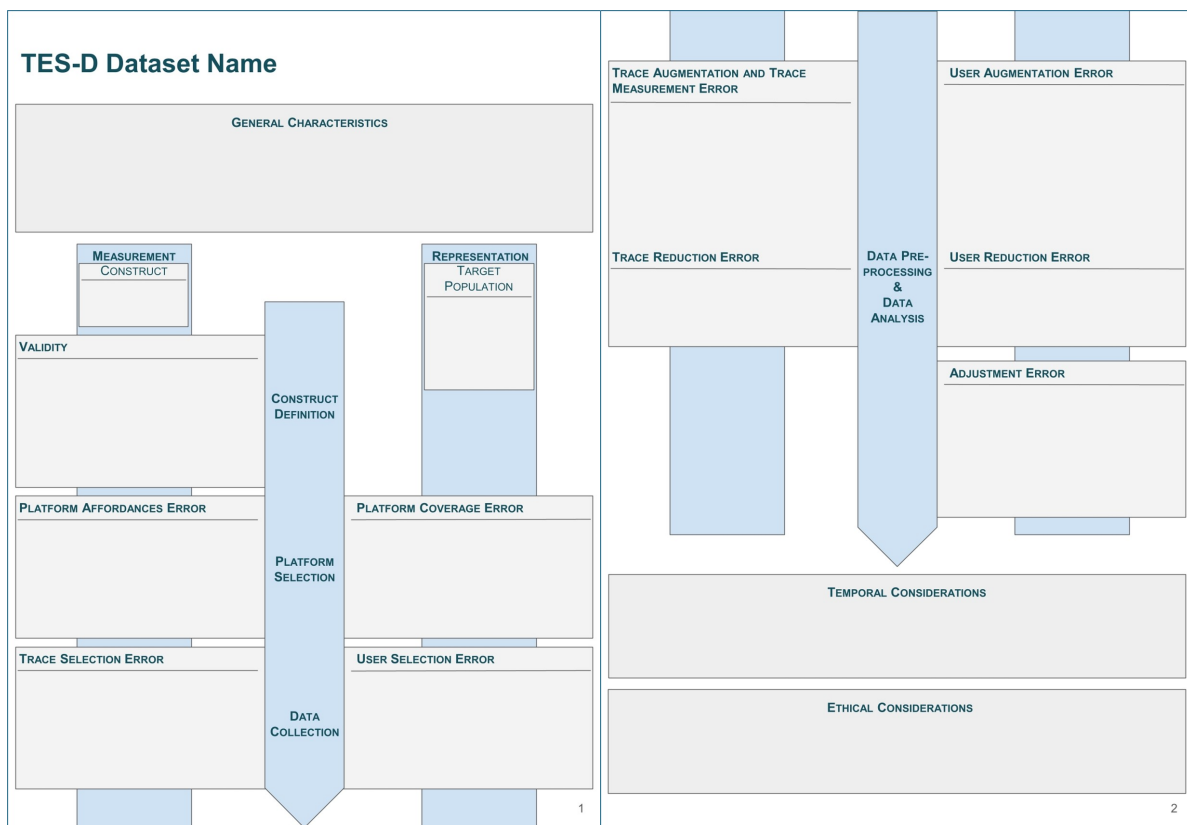 TES-D Dataset Name
GENERAL CHARACTERISTICS
MEASUREMENT
CONSTRUCT
REPRESENTATION
TARGET
POPULATION
VALIDITY
CONSTRUCT
DEFINITION
PLATFORM AFFORDANCES ERROR
PLATFORM COVERAGE ERROR
PLATFORM
SELECTION
TRACE SELECTION ERROR
USER SELECTION ERROR
DATA
COLLECTION
1
TRACE AUGMENTATION AND TRACE
MEASUREMENT ERROR
USER AUGMENTATION ERROR
TRACE REDUCTION ERROR
DATA PRE-
PROCESSING
&
DATA
ANALYSIS
USER REDUCTION ERROR
ADJUSTMENT ERROR
TEMPORAL CONSIDERATIONS
ETHICAL CONSIDERATIONS
2